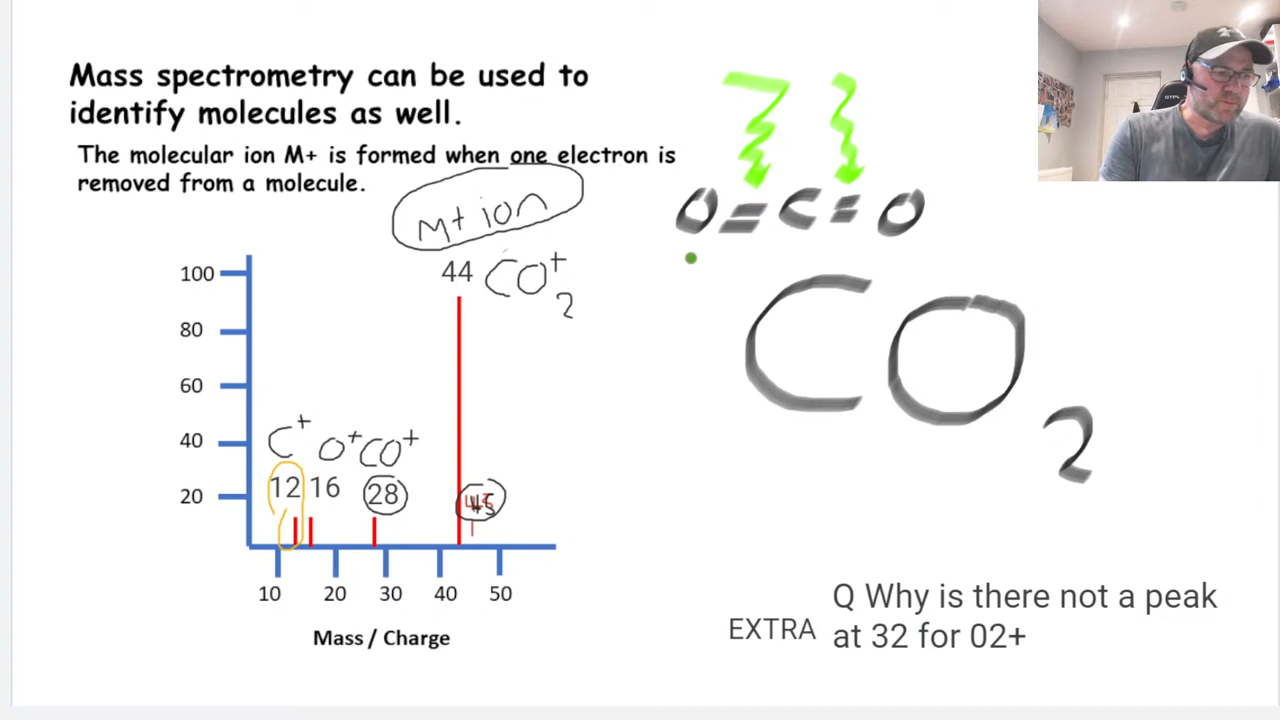 Mass spectrometry can be used to
identify molecules as well.
The molecular ion M+ is formed when one electron is
removed from a molecule.
M+ ion
O=C=O
CO2
100
80
60
40
20
44 CO2+
C+ O+ CO+
12 16 28
45
10 20 30 40 50
Mass / Charge
EXTRA
Q Why is there not a peak
at 32 for 02+